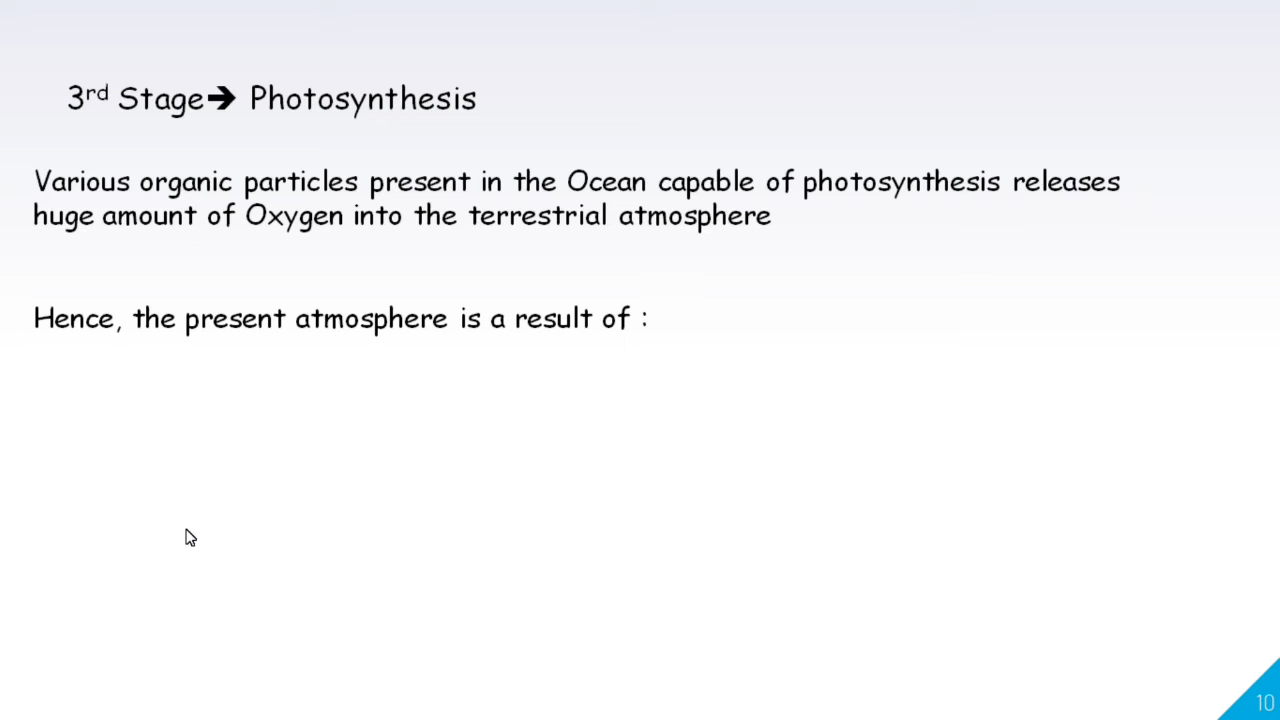 3rd Stage➔ Photosynthesis
Various organic particles present in the Ocean capable of photosynthesis releases
huge amount of Oxygen into the terrestrial atmosphere
Hence, the present atmosphere is a result of :
10